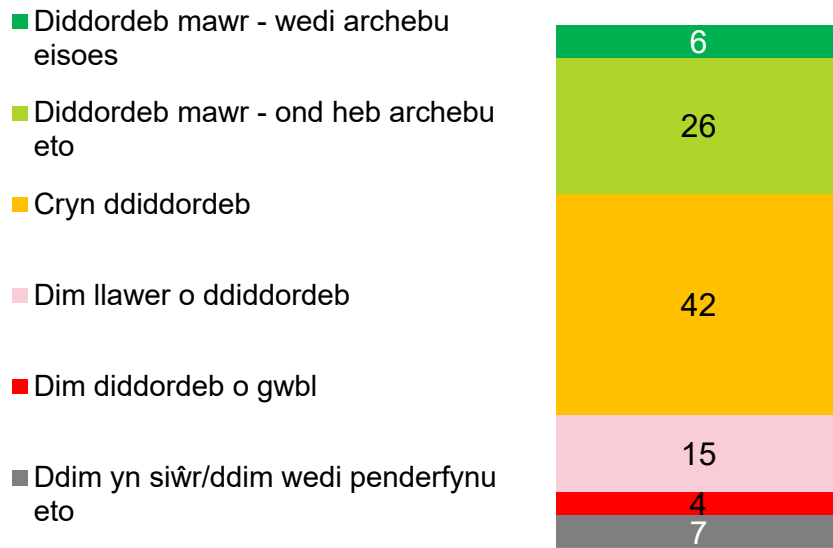 Diddordeb mawr - wedi archebu
eisoes
Diddordeb mawr - ond heb archebu
eto
Cryn ddiddordeb
Dim llawer o ddiddordeb
Dim diddordeb o gwbl
Ddim yn siŵr/ddim wedi penderfynu
eto
6
26
42
15
4
7